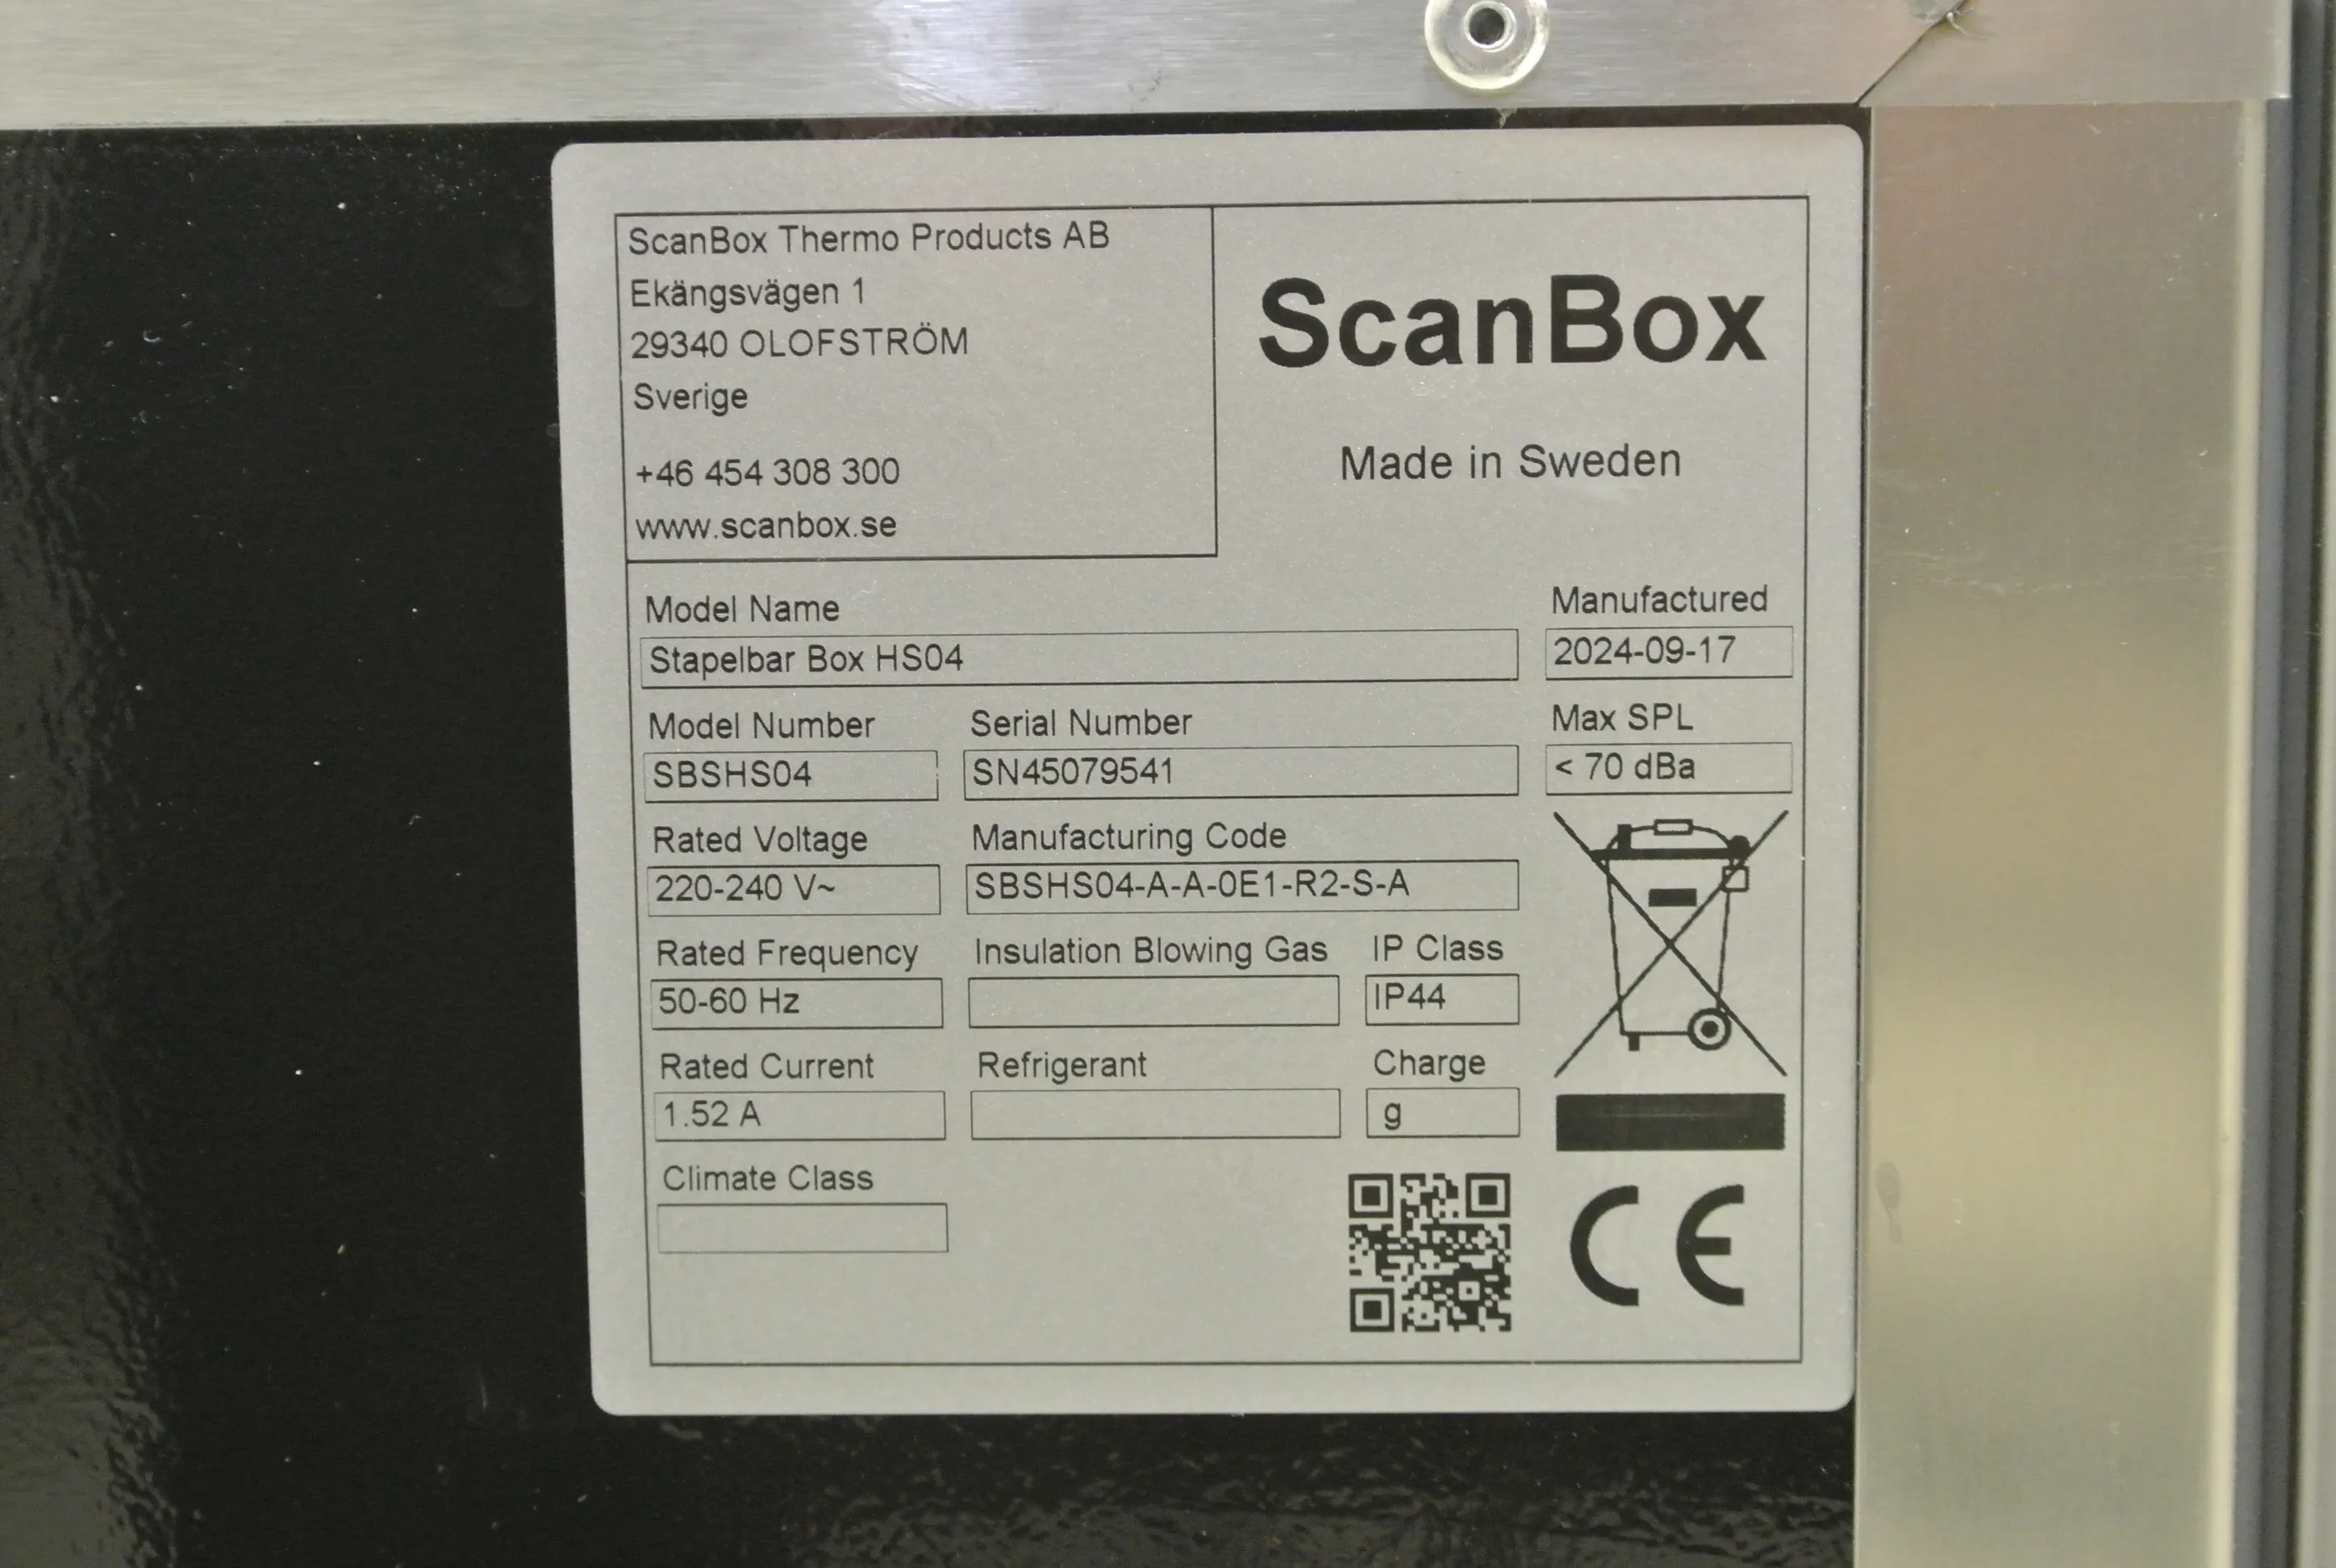 ScanBox Thermo Products AB
Ekängsvägen 1
29340 OLOFSTRÖM
Sverige
+46 454 308 300
www.scanbox.se
ScanBox
Made in Sweden
Model Name
Stapelbar Box HS04
Manufactured
2024-09-17
Model Number
SBSHS04
Serial Number
SN45079541
Max SPL
< 70 dBa
Rated Voltage
220-240 V~
Manufacturing Code
SBSHS04-A-A-0E1-R2-S-A
Rated Frequency
50-60 Hz
Insulation Blowing Gas
IP Class
IP44
Rated Current
1.52 A
Refrigerant
Charge
g
Climate Class
CE